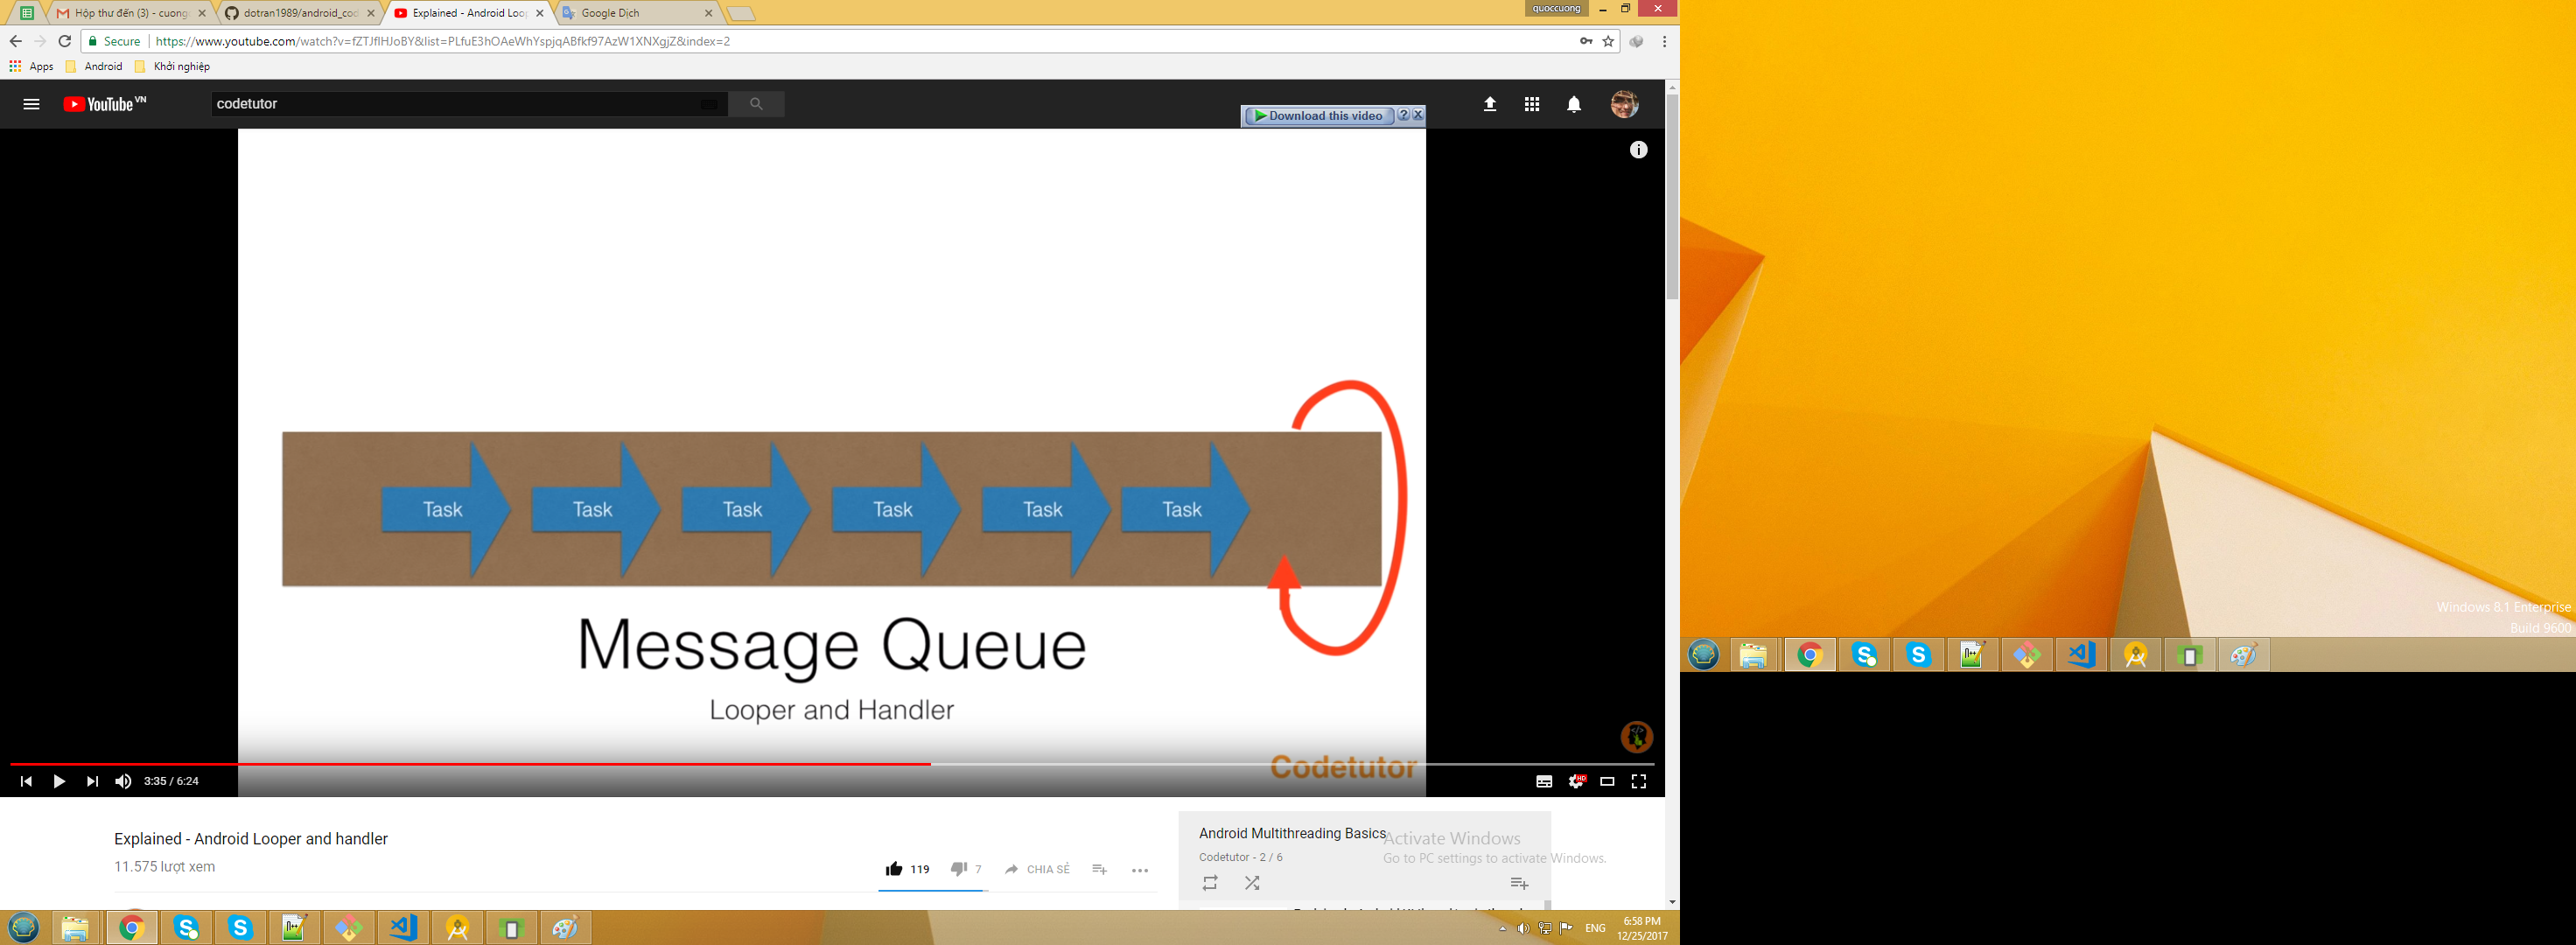 Hộp thư đến (3) - cuong
dotran1989/android_cod
Explained - Android Loo
Google Dịch
quoccuong
Secure
https://www.youtube.com/watch?v=fZTJflHJoBY&list=PLfuE3hOAeWhYspjqABfkf97AzW1XNXgjZ&index=2
Apps
Android
Khởi nghiệp
YouTube VN
codetutor
Download this video
Task
Task
Task
Task
Task
Task
Message Queue
Looper and Handler
Codetutor
3:35 / 6:24
HD
Explained - Android Looper and handler
11.575 lượt xem
119
7
CHIA SẺ
Android Multithreading Basics
Codetutor - 2 / 6
Activate Windows
Go to PC settings to activate Windows.
ENG
6:58 PM
12/25/2017
Windows 8.1 Enterprise
Build 9600